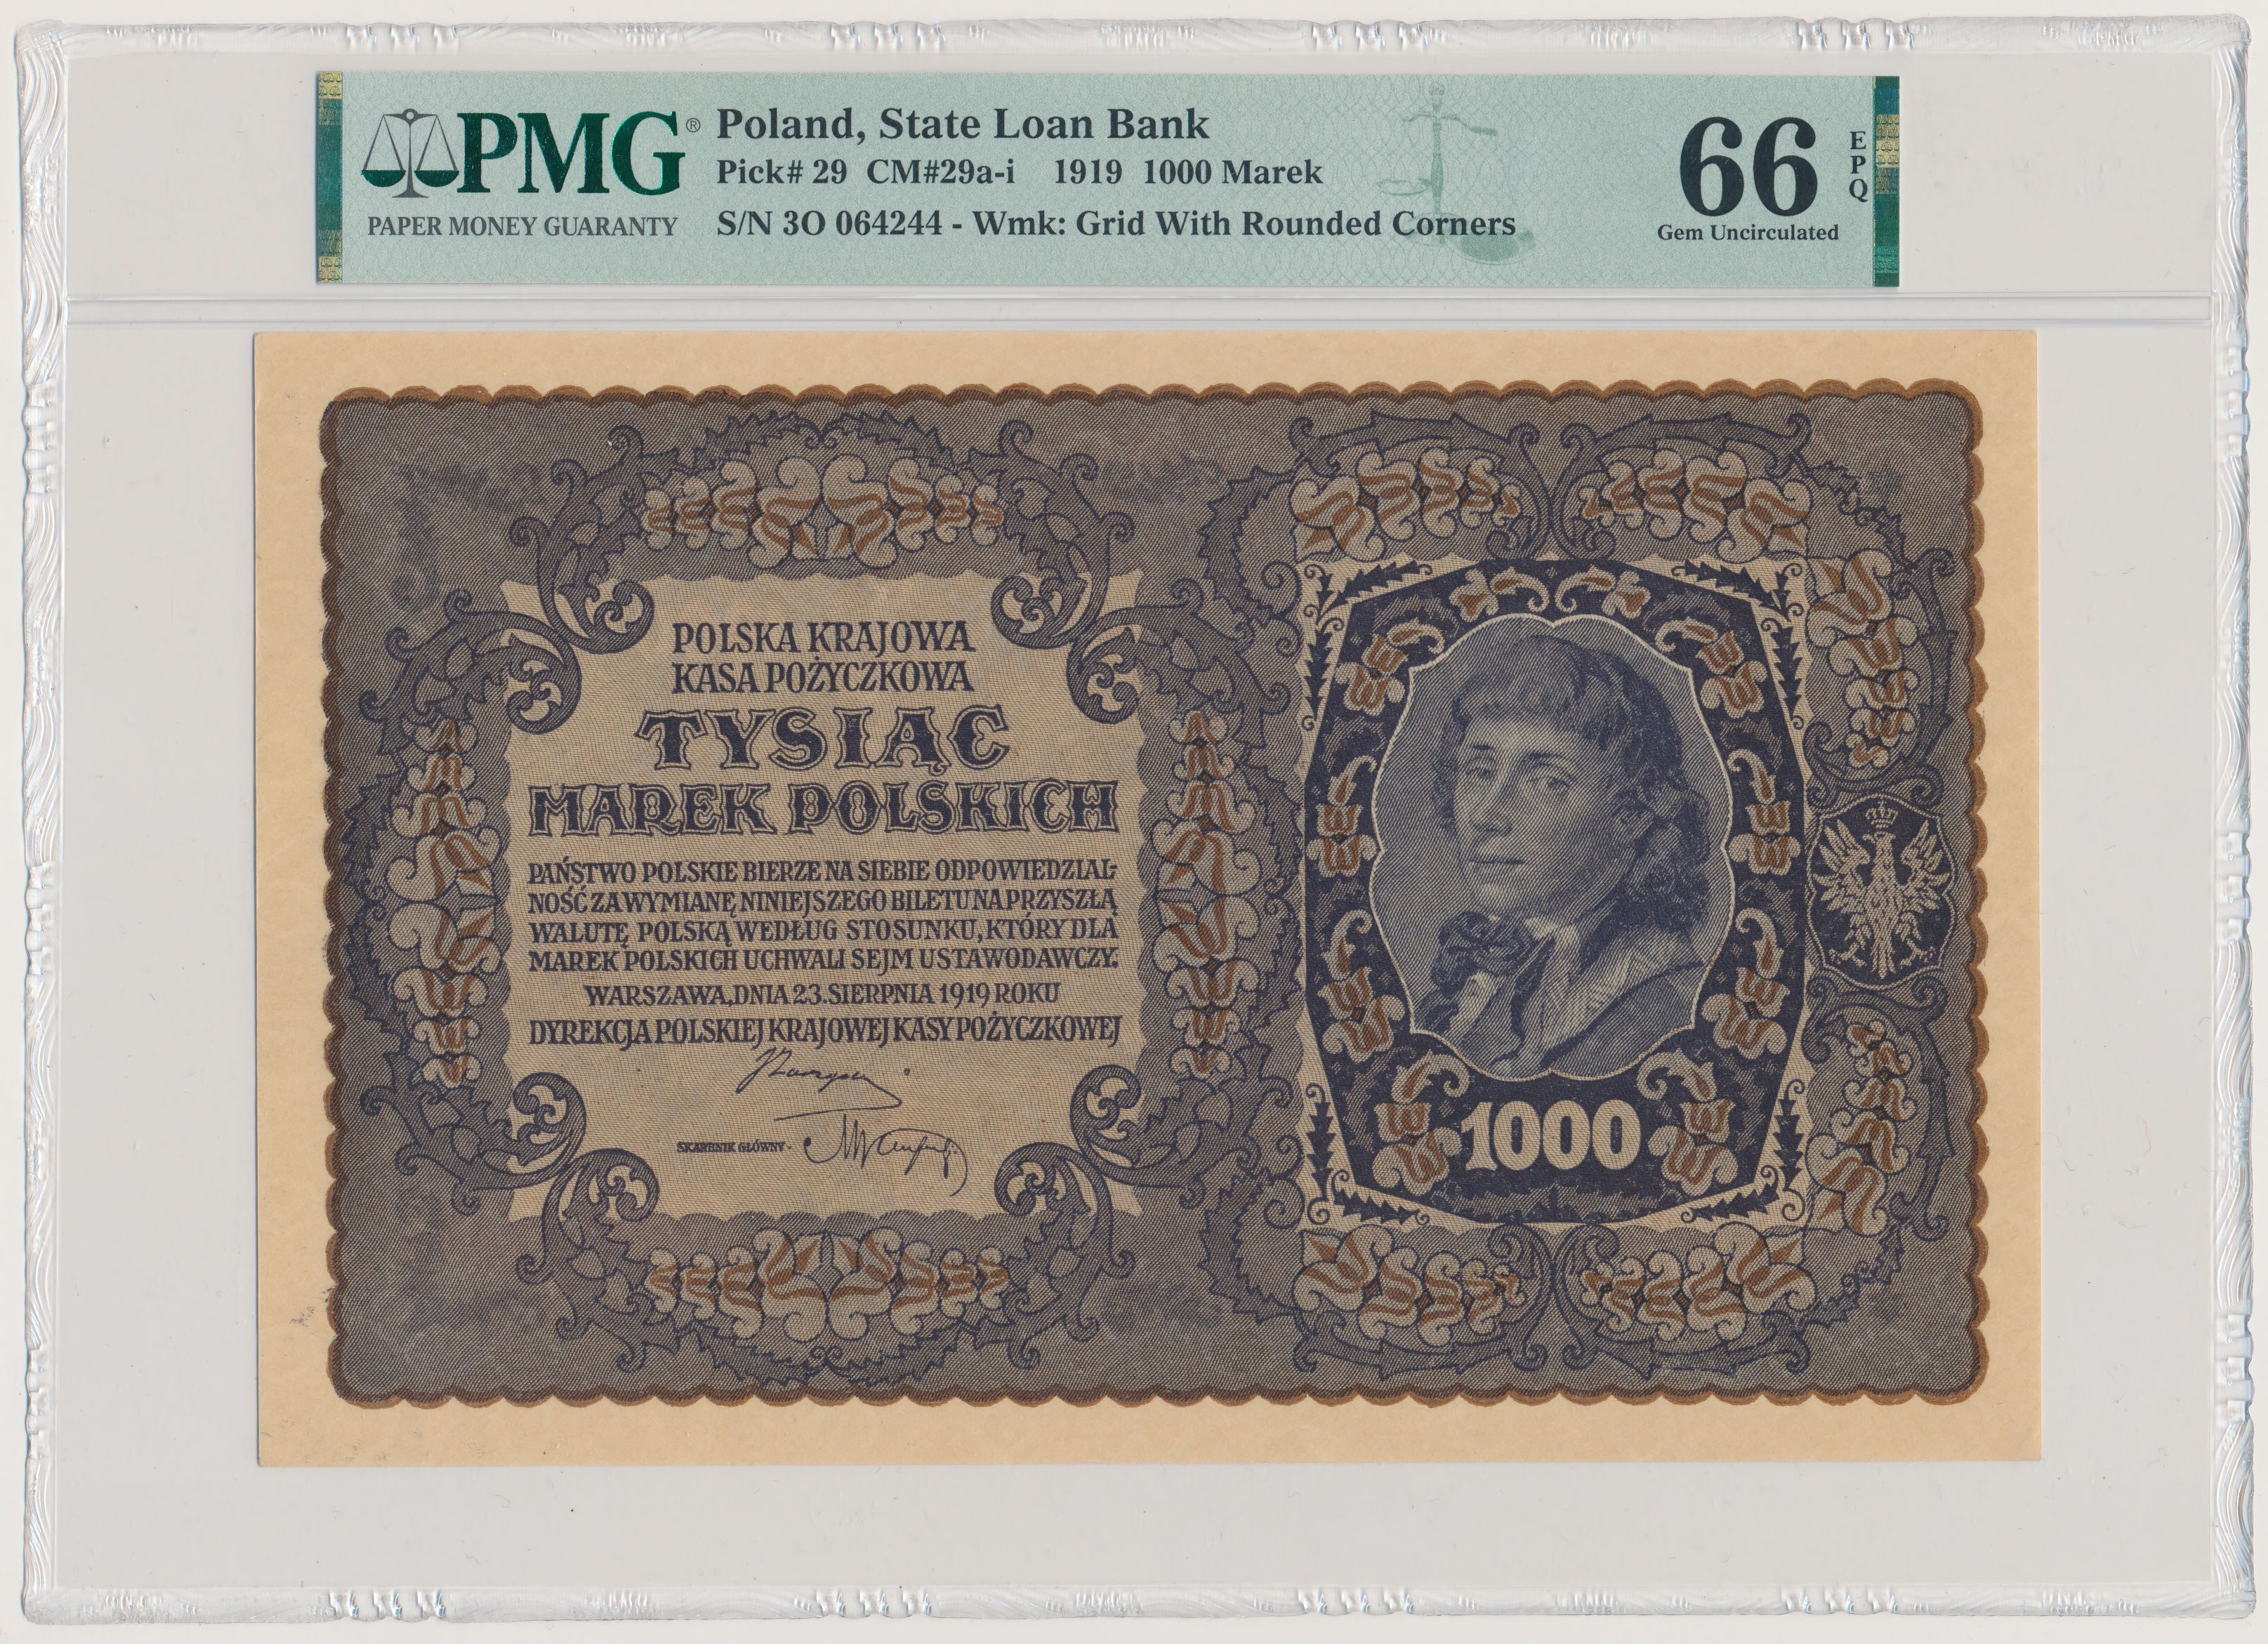 PMG®
PAPER MONEY GUARANTY
Poland, State Loan Bank
Pick# 29 CM#29a-i 1919 1000 Marek
S/N 3O 064244 - Wmk: Grid With Rounded Corners
66
EPQ
Gem Uncirculated
POLSKA KRAJOWA
KASA POŻYCZKOWA
TYSIĄC
MAREK POLSKICH
PAŃSTWO POLSKIE BIERZE NA SIEBIE ODPOWIEDZIAL-
NOŚĆ ZA WYMIANĘ NINIEJSZEGO BILETU NA PRZYSZŁĄ
WALUTĘ POLSKĄ WEDŁUG STOSUNKU, KTÓRY DLA
MAREK POLSKICH UCHWALI SEJM USTAWODAWCZY.
WARSZAWA, DNIA 23. SIERPNIA 1919 ROKU
DYREKCJA POLSKIEJ KRAJOWEJ KASY POŻYCZKOWEJ
SKARBNIK GŁÓWNY -
1000